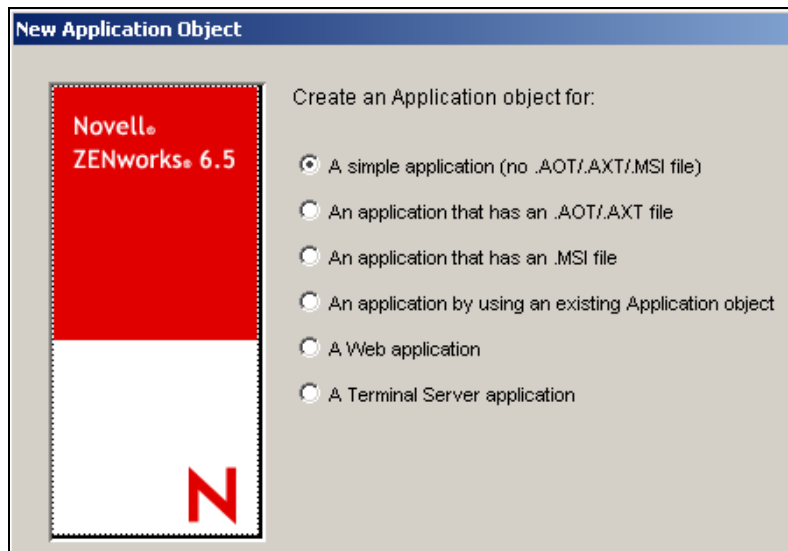 New Application Object
Novell®
ZENworks® 6.5
Create an Application object for:
A simple application (no .AOT/.AXT/.MSI file)
An application that has an .AOT/.AXT file
An application that has an .MSI file
An application by using an existing Application object
A Web application
A Terminal Server application
N